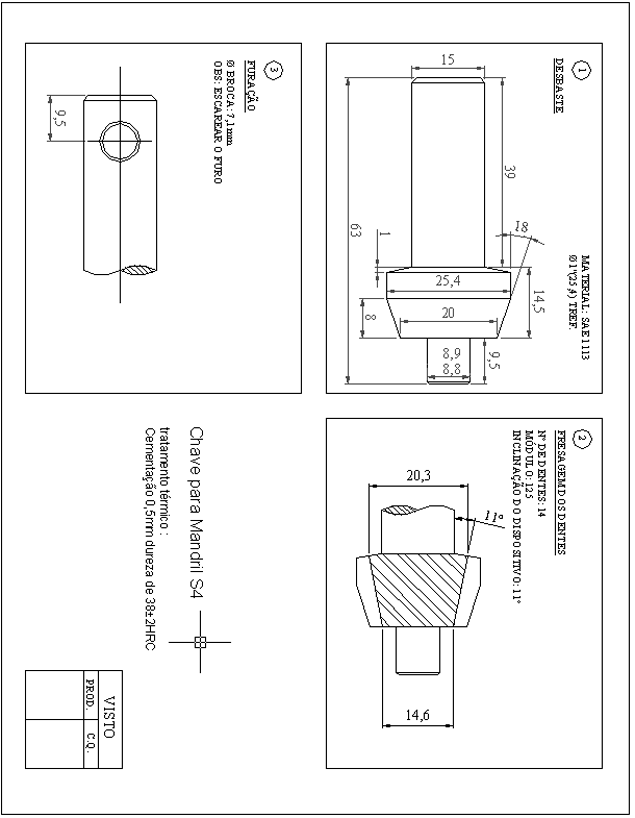 1
DESBASTE
MATERIAL: SAE 1113
Ø 1"(25,4) TREF.
15
39
63
18
1
25,4
14,5
20
8
8,9
8,8
9,5
2
FRESAGEM DOS DENTES
Nº DE DENTES: 14
MÓDULO: 125
INCLINAÇÃO DO DISPOSITIVO: 11°
20,3
11º
14,6
3
FURAÇÃO
Ø BROCA: 7,1mm
OBS: ESCAREAR O FURO
9,5
Chave para Mandril S4
tratamento térmico :
Cementação 0,5mm dureza de 38±2HRC
VISTO
PROD. C.Q.